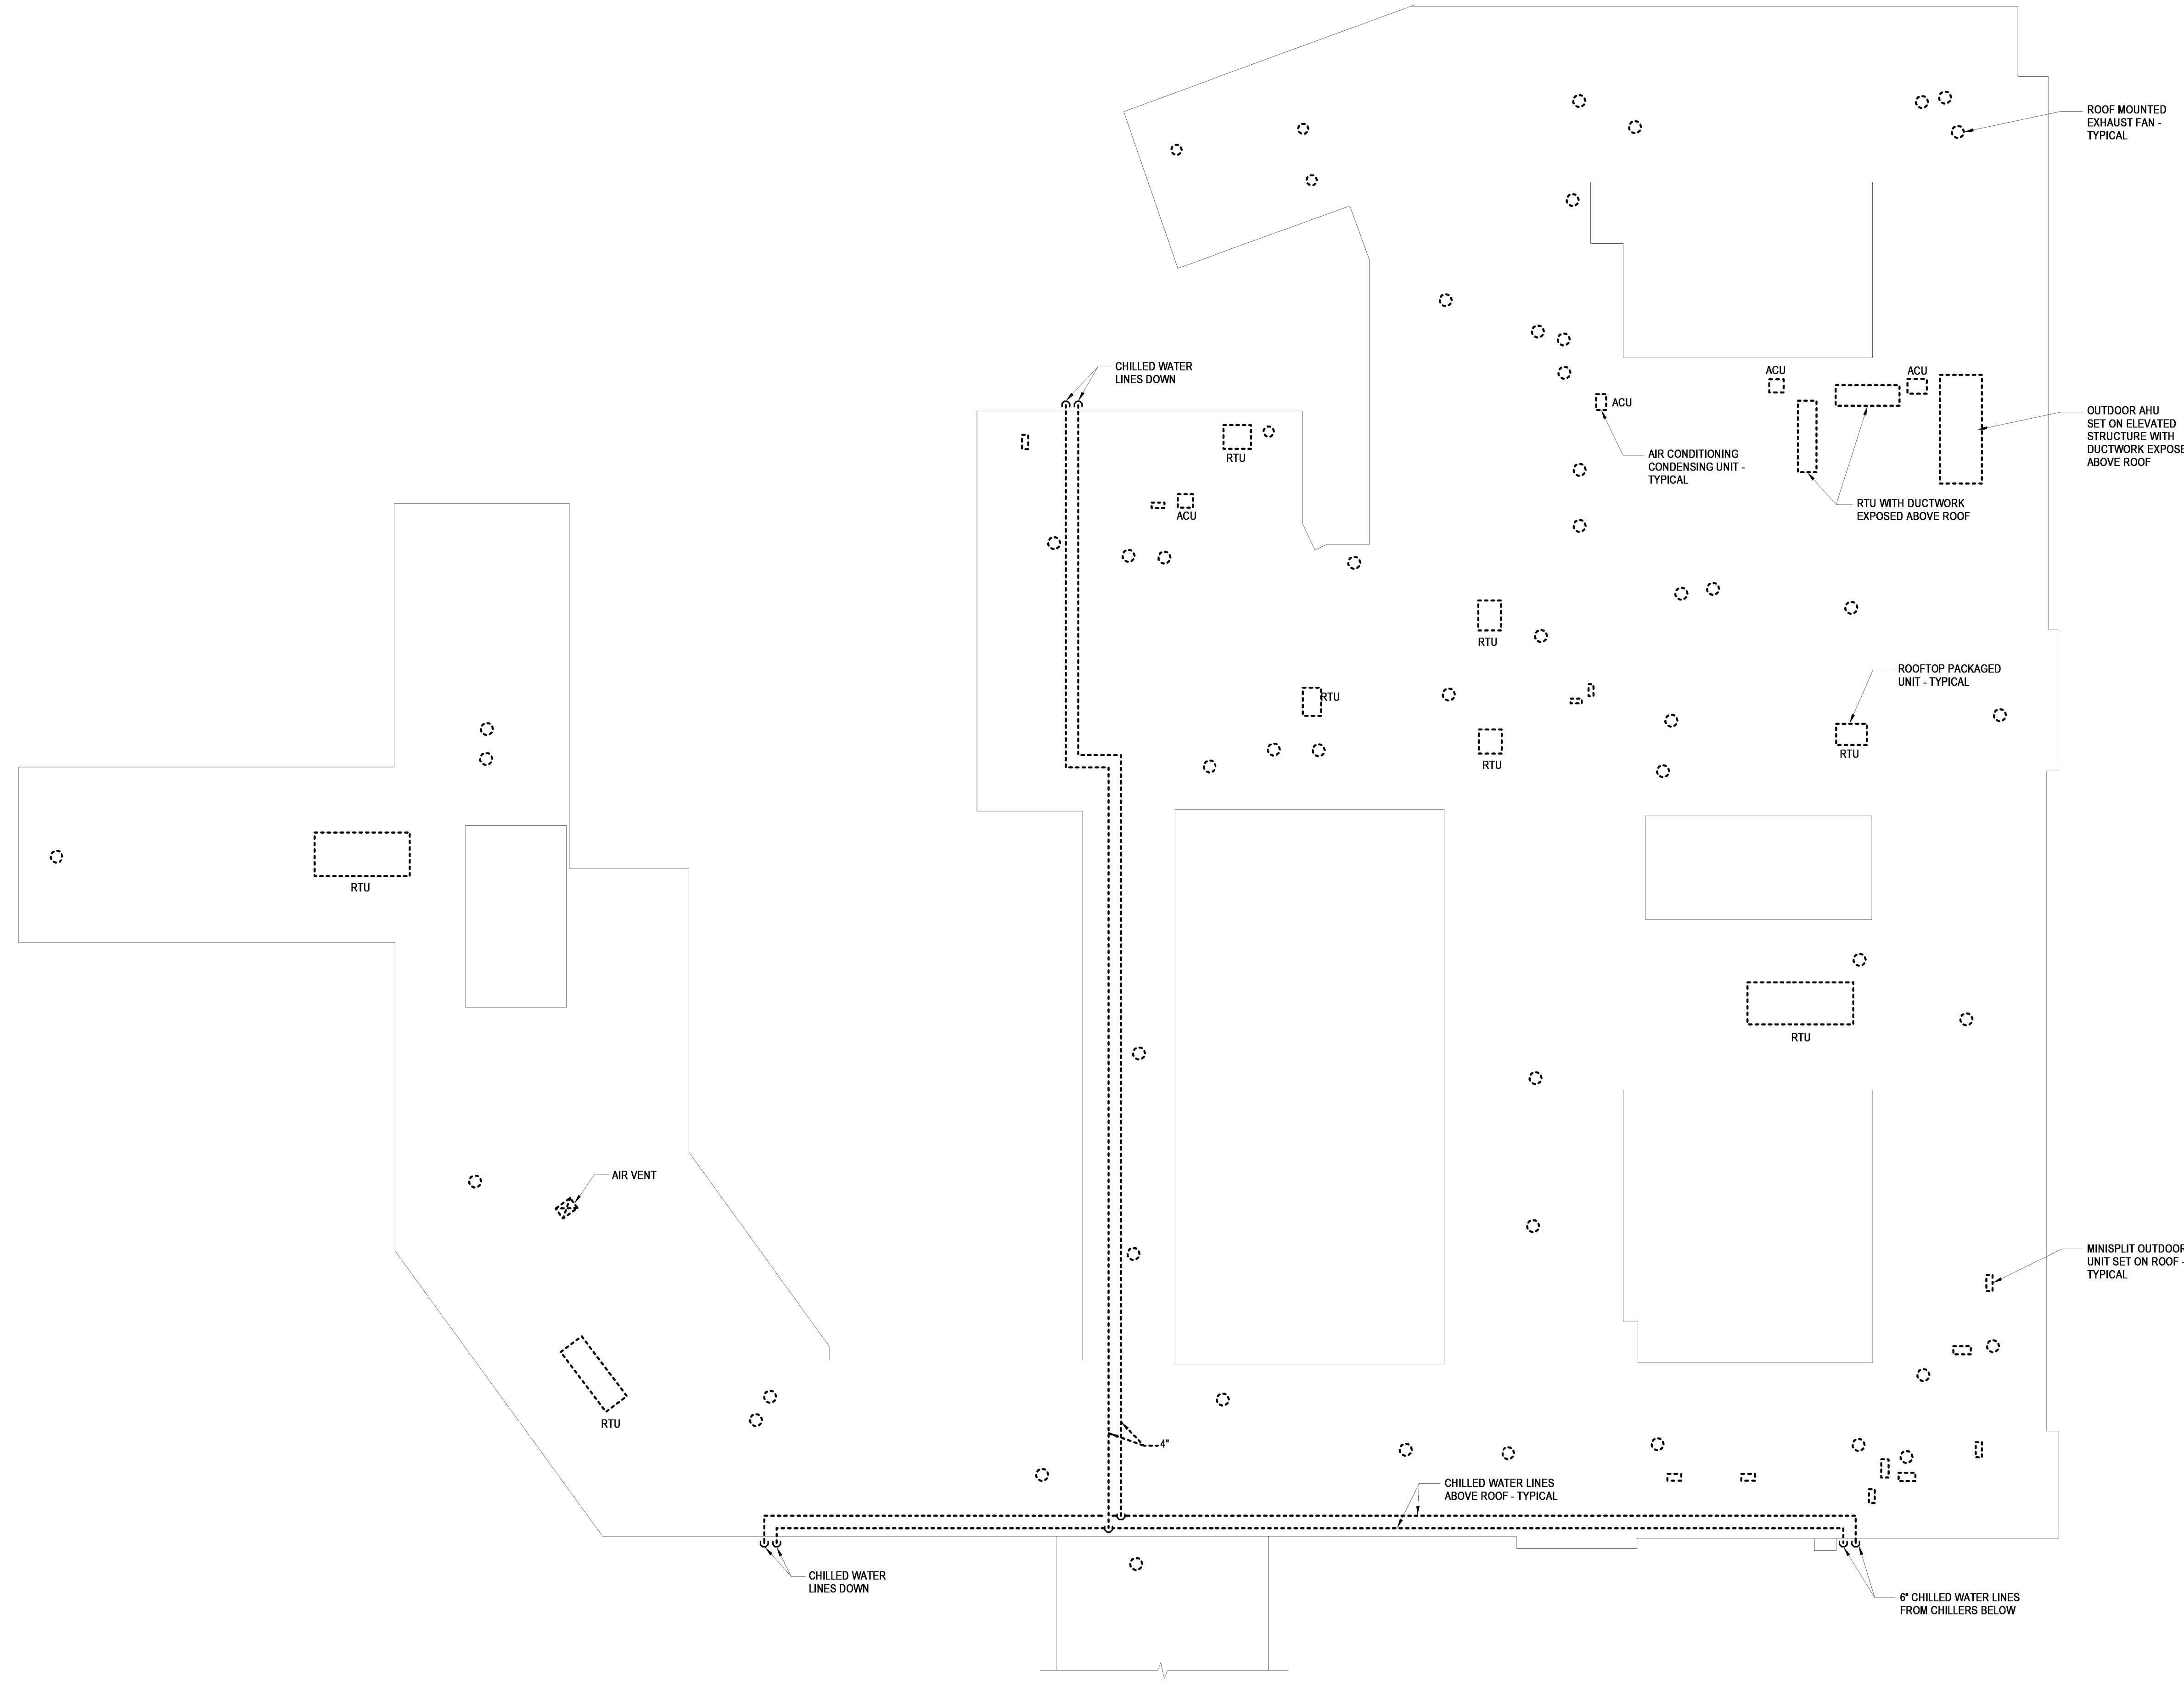 ROOF MOUNTED
EXHAUST FAN -
TYPICAL
CHILLED WATER
LINES DOWN
ACU
ACU
ACU
OUTDOOR AHU
SET ON ELEVATED
STRUCTURE WITH
DUCTWORK EXPOSE
ABOVE ROOF
AIR CONDITIONING
CONDENSING UNIT -
TYPICAL
RTU
RTU WITH DUCTWORK
EXPOSED ABOVE ROOF
ACU
RTU
ROOFTOP PACKAGED
UNIT - TYPICAL
RTU
RTU
RTU
RTU
RTU
AIR VENT
MINISPLIT OUTDOOR
UNIT SET ON ROOF -
TYPICAL
RTU
4"
CHILLED WATER LINES
ABOVE ROOF - TYPICAL
CHILLED WATER
LINES DOWN
6" CHILLED WATER LINES
FROM CHILLERS BELOW